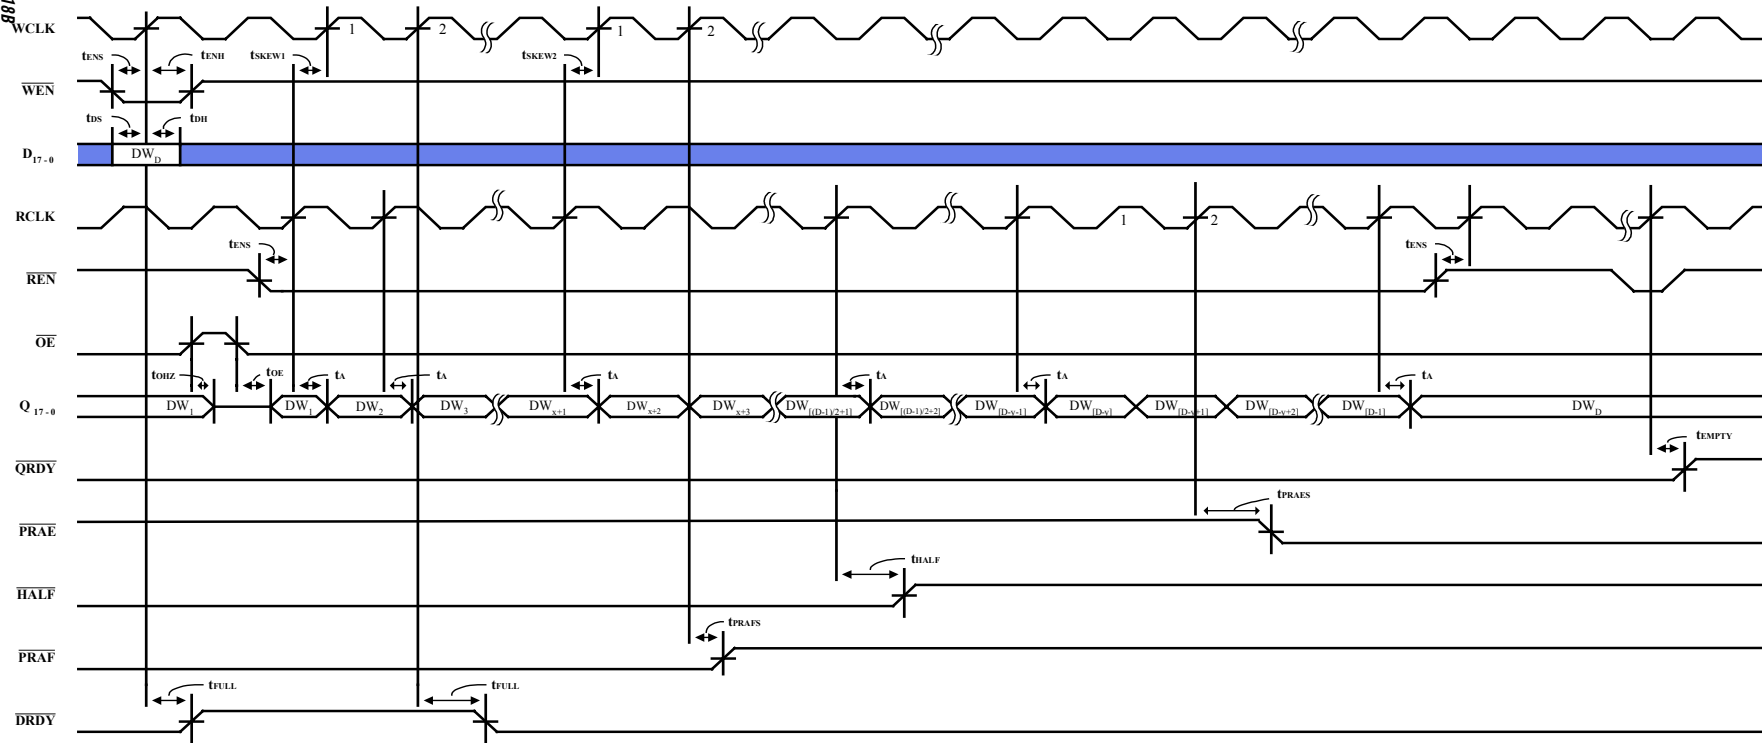 18B
WCLK 1 2 1 2
tENS tENH tSKEW1 tSKEW2
WEN
tDS tDH
D17-0 DWD
RCLK 1 2
tENS tENS
REN
OE
tOHZ tOE tA tA tA tA tA tA
Q17-0 DW1 DW1 DW2 DW3 DWx+1 DWx+2 DWx+3 DW[(D-1)/2+1] DW[(D-1)/2+2] DW[D-y-1] DW[D-y] DW[D-y+1] DW[D-y+2] DW[D-1] DWD
tEMPTY
QRDY
tPRAES
PRAE
tHALF
HALF
tPRAFS
PRAF
tFULL tFULL
DRDY